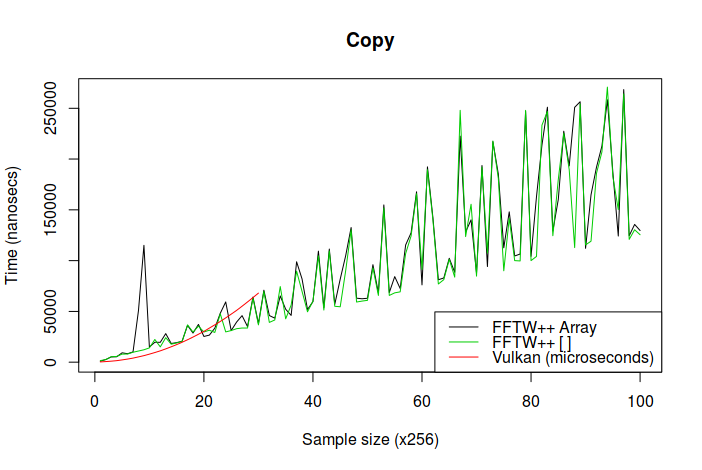 Copy
Time (nanosecs)
250000
150000
50000
0
FFTW++ Array
FFTW++ [ ]
Vulkan (microseconds)
0 20 40 60 80 100
Sample size (x256)